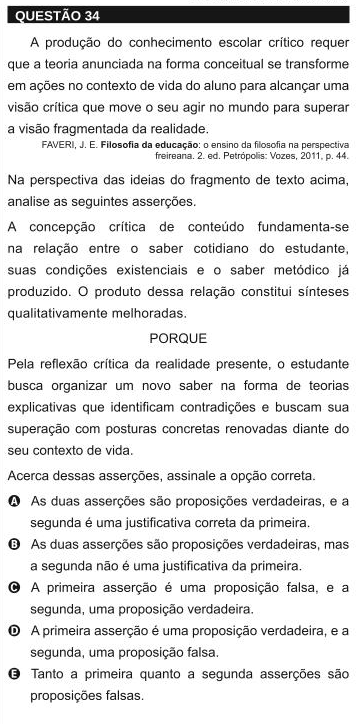 QUESTÃO 34
A produção do conhecimento escolar crítico requer
que a teoria anunciada na forma conceitual se transforme
em ações no contexto de vida do aluno para alcançar uma
visão crítica que move o seu agir no mundo para superar
a visão fragmentada da realidade.
FAVERI, J. E. Filosofia da educação: o ensino da filosofia na perspectiva
freireana. 2. ed. Petrópolis: Vozes, 2011, p. 44.
Na perspectiva das ideias do fragmento de texto acima,
analise as seguintes asserções.
A concepção crítica de conteúdo fundamenta-se
na relação entre o saber cotidiano do estudante,
suas condições existenciais e o saber metódico já
produzido. O produto dessa relação constitui sínteses
qualitativamente melhoradas.
PORQUE
Pela reflexão crítica da realidade presente, o estudante
busca organizar um novo saber na forma de teorias
explicativas que identificam contradições e buscam sua
superação com posturas concretas renovadas diante do
seu contexto de vida.
Acerca dessas asserções, assinale a opção correta.
A As duas asserções são proposições verdadeiras, e a
segunda é uma justificativa correta da primeira.
B As duas asserções são proposições verdadeiras, mas
a segunda não é uma justificativa da primeira.
C A primeira asserção é uma proposição falsa, e a
segunda, uma proposição verdadeira.
D A primeira asserção é uma proposição verdadeira, e a
segunda, uma proposição falsa.
E Tanto a primeira quanto a segunda asserções são
proposições falsas.